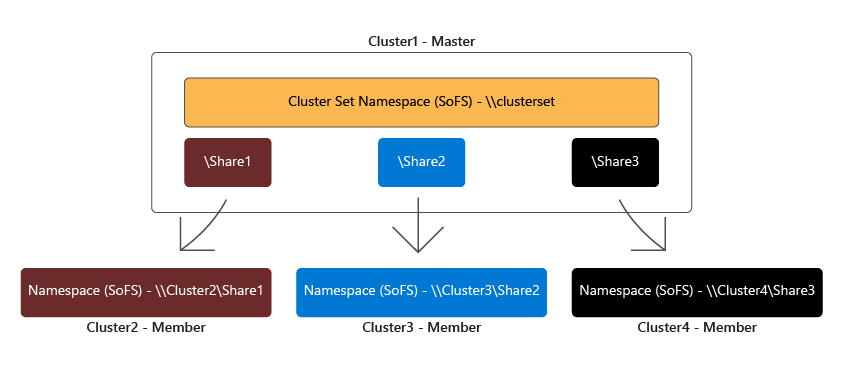 Cluster1 - Master
Cluster Set Namespace (SoFS) - \\clusterset
\Share1
\Share2
\Share3
Namespace (SoFS) - \\Cluster2\Share1
Namespace (SoFS) - \\Cluster3\Share2
Namespace (SoFS) - \\Cluster4\Share3
Cluster2 - Member
Cluster3 - Member
Cluster4 - Member